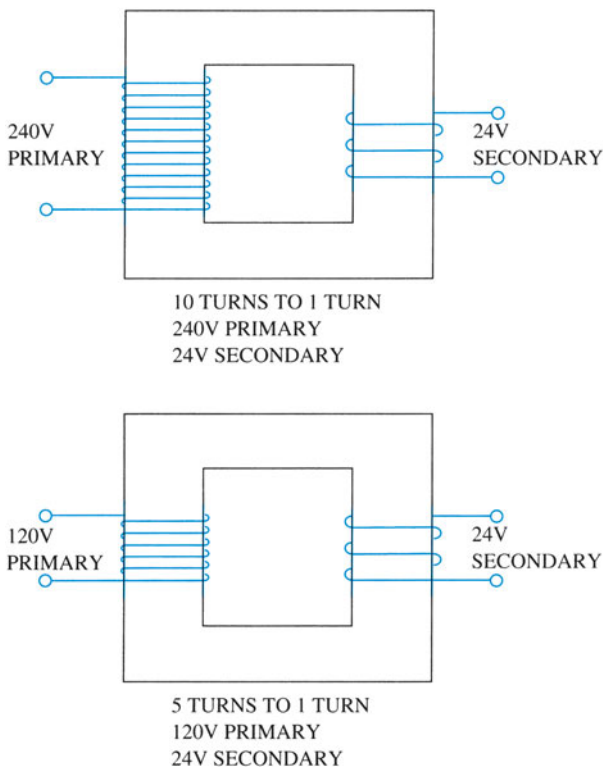 240V
PRIMARY
24V
SECONDARY
10 TURNS TO 1 TURN
240V PRIMARY
24V SECONDARY
120V
PRIMARY
24V
SECONDARY
5 TURNS TO 1 TURN
120V PRIMARY
24V SECONDARY